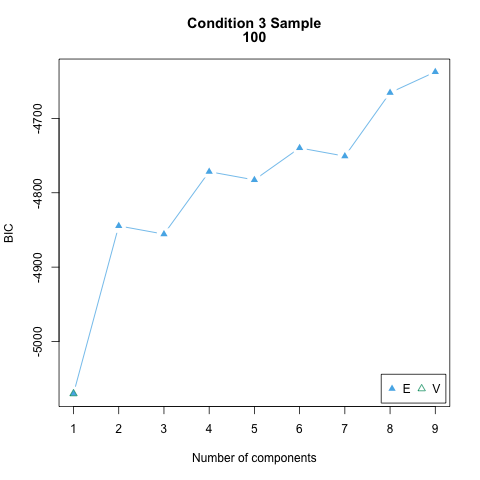 Condition 3 Sample
100
BIC
-4700
-4800
-4900
-5000
1 2 3 4 5 6 7 8 9
Number of components
E V